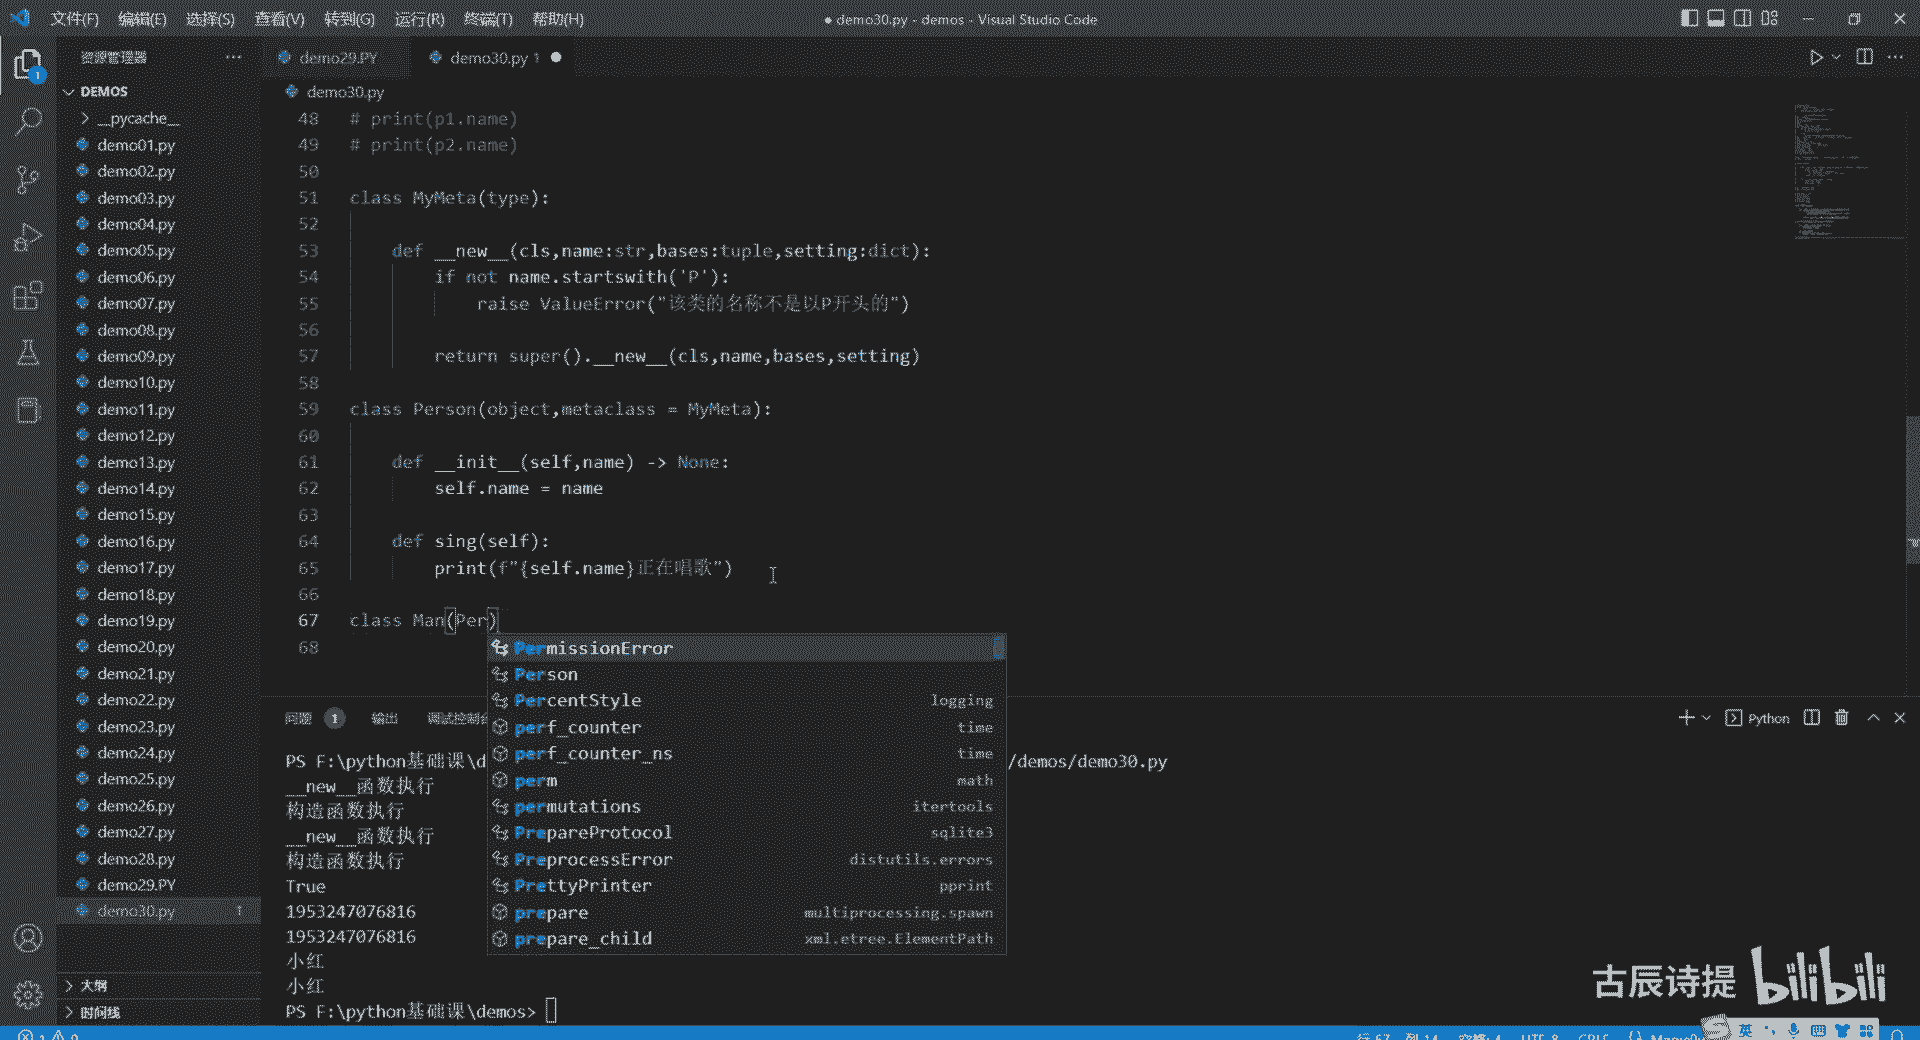 文件(F) 编辑(E) 选择(S) 查看(V) 转到(G) 运行(R) 终端(T) 帮助(H)
● demo30.py - demos - Visual Studio Code
资源管理器
demo29.PY
demo30.py 1
DEMOS
demo30.py
__pycache__
demo01.py
demo02.py
demo03.py
demo04.py
demo05.py
demo06.py
demo07.py
demo08.py
demo09.py
demo10.py
demo11.py
demo12.py
demo13.py
demo14.py
demo15.py
demo16.py
demo17.py
demo18.py
demo19.py
demo20.py
demo21.py
demo22.py
demo23.py
demo24.py
demo25.py
demo26.py
demo27.py
demo28.py
demo29.PY
demo30.py 1
大纲
时间线
48 # print(p1.name)
49 # print(p2.name)
50
51 class MyMeta(type):
52
53 def __new__(cls,name:str,bases:tuple,setting:dict):
54 if not name.startswith('P'):
55 raise ValueError("该类的名称不是以P开头的")
56
57 return super().__new__(cls,name,bases,setting)
58
59 class Person(object,metaclass = MyMeta):
60
61 def __init__(self,name) -> None:
62 self.name = name
63
64 def sing(self):
65 print(f"{self.name}正在唱歌")
66
67 class Man(Per)
68
PermissionError
Person
PercentStyle logging
perf_counter time
perf_counter_ns time
perm math
permutations itertools
PrepareProtocol sqlite3
PreprocessError distutils.errors
PrettyPrinter pprint
prepare multiprocessing.spawn
prepare_child xml.etree.ElementPath
问题 1 输出 调试控制台
Python
PS F:\python基础课\d
/demos/demo30.py
__new__函数执行
构造函数执行
__new__函数执行
构造函数执行
True
1953247076816
1953247076816
小红
小红
PS F:\python基础课\demos>
古辰诗提 bilibili
英